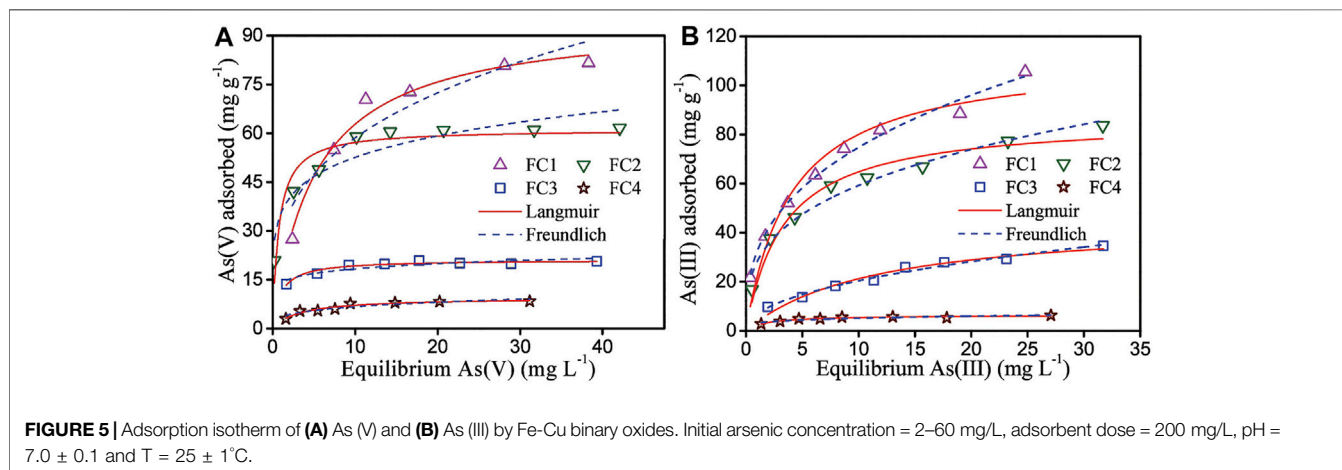 A
As(V) adsorbed (mg g-1)
90
75
60
45
30
15
0
FC1 FC2
FC3 FC4
Langmuir
Freundlich
0 10 20 30 40
Equilibrium As(V) (mg L-1)
B
As(III) adsorbed (mg g-1)
120
100
80
60
40
20
0
FC1 FC2
FC3 FC4
Langmuir
Freundlich
0 5 10 15 20 25 30 35
Equilibrium As(III) (mg L-1)
FIGURE 5 | Adsorption isotherm of (A) As (V) and (B) As (III) by Fe-Cu binary oxides. Initial arsenic concentration = 2–60 mg/L, adsorbent dose = 200 mg/L, pH =
7.0 ± 0.1 and T = 25 ± 1°C.